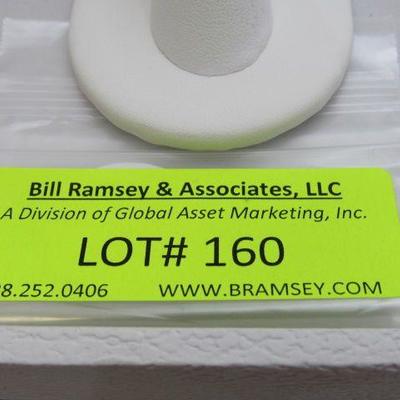 Bill Ramsey & Associates, LLC
A Division of Global Asset Marketing, Inc.
LOT# 160
8.252.0406 WWW.BRAMSEY.COM